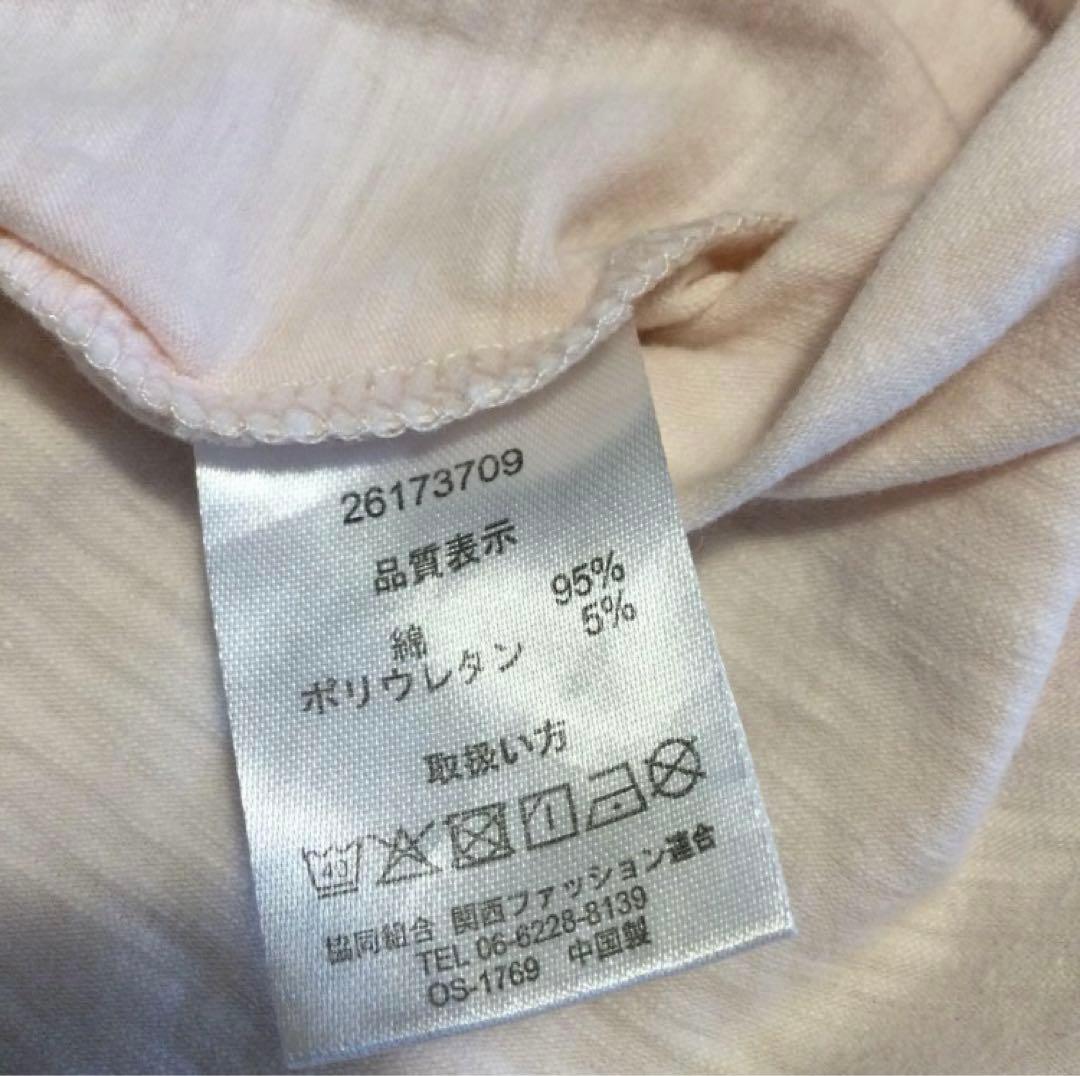 26173709
品質表示
綿 95%
ポリウレタン 5%
取扱い方
40
協同組合 関西ファッション連合
TEL 06-6228-8139
OS-1769 中国製